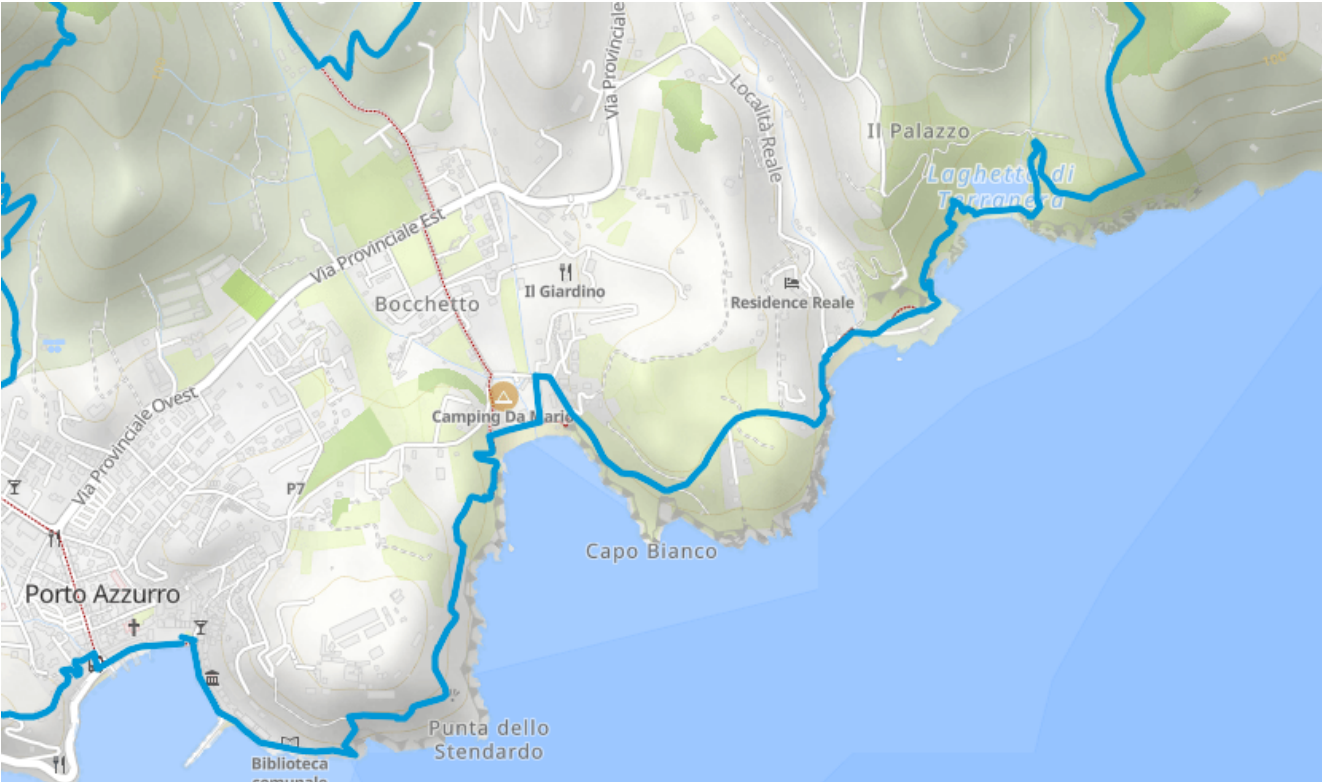 Via Provinciale
Località Reale
Il Palazzo
Laghetto di
Terranera
Via Provinciale Est
Il Giardino
Bocchetto
Residence Reale
Via Provinciale Ovest
Camping Da Mario
P7
Capo Bianco
Porto Azzurro
Punta dello
Stendardo
Biblioteca
comunale